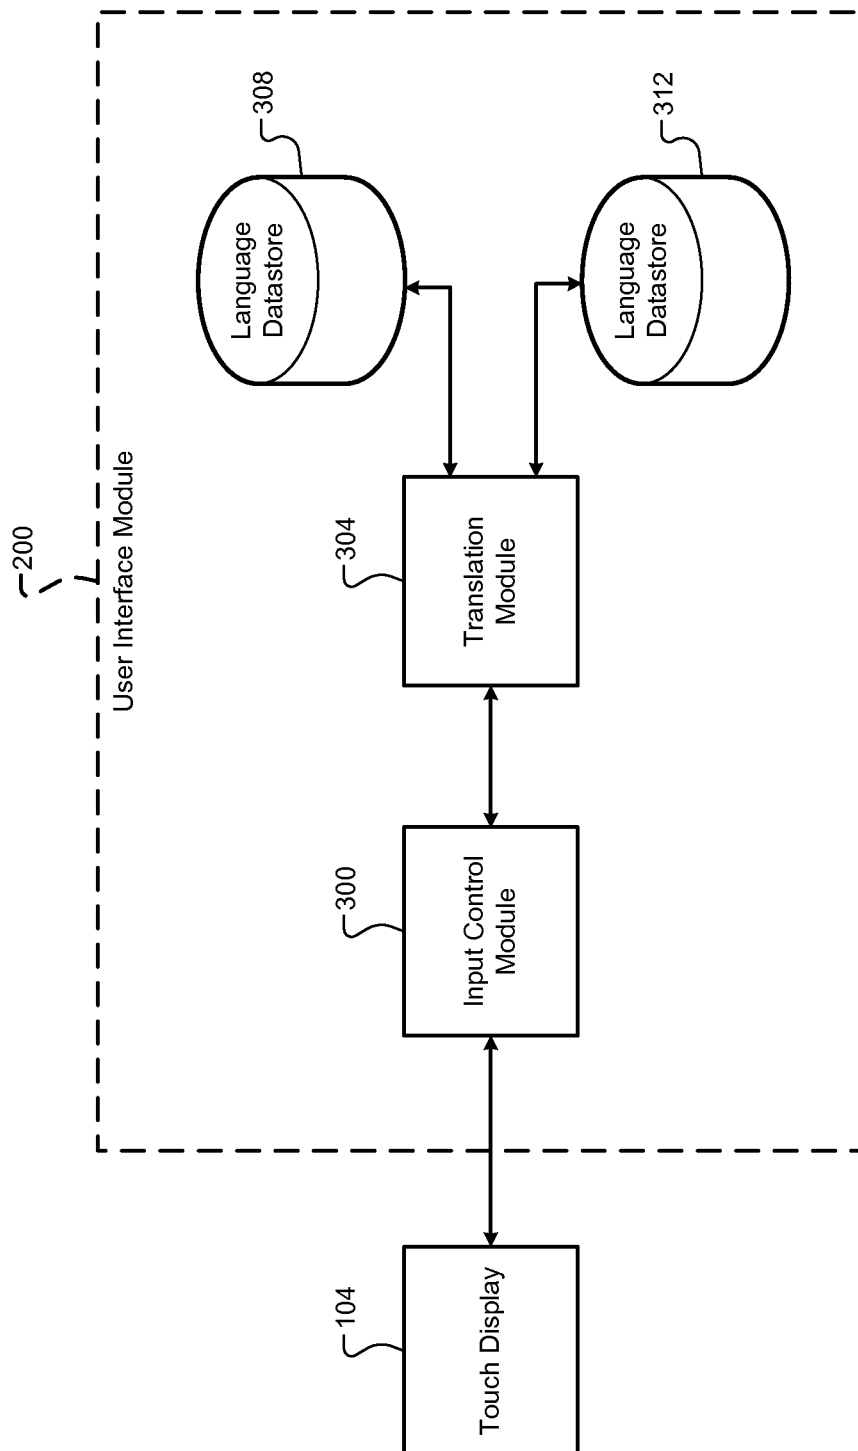 200
User Interface Module
104
Touch Display
300
Input Control
Module
304
Translation
Module
308
Language
Datastore
312
Language
Datastore